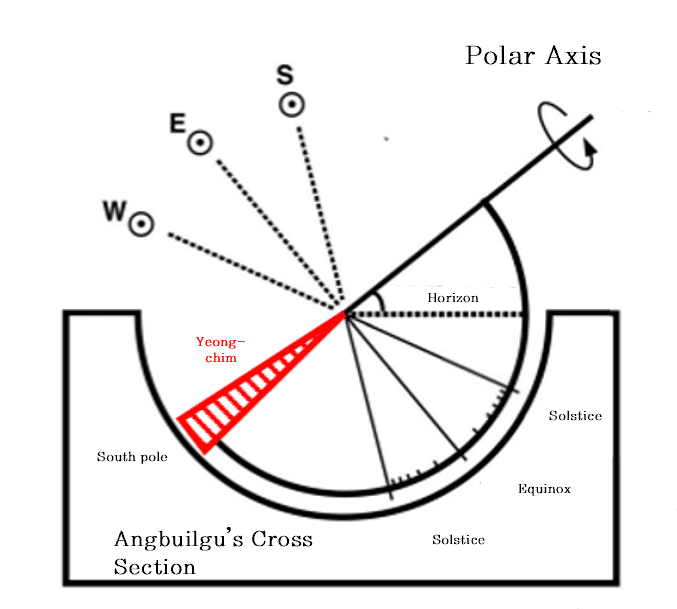 Polar Axis
S
E
W
Horizon
Yeong-
chim
Solstice
South pole
Equinox
Angbuilgu's Cross
Section
Solstice